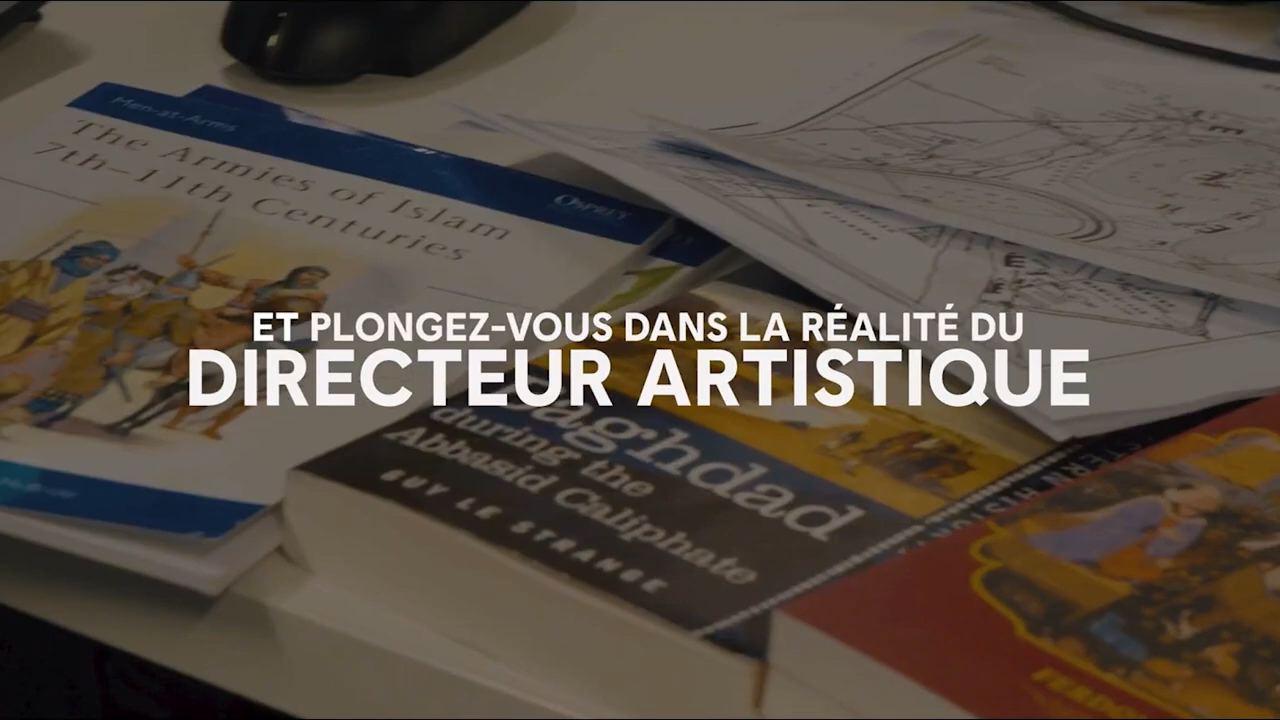 Men-at-Arms
The Armies of Islam
7th–11th Centuries
OSPREY
ET PLONGEZ-VOUS DANS LA RÉALITÉ DU
DIRECTEUR ARTISTIQUE
Baghdad
during the
Abbasid Caliphate
GUY LE STRANGE